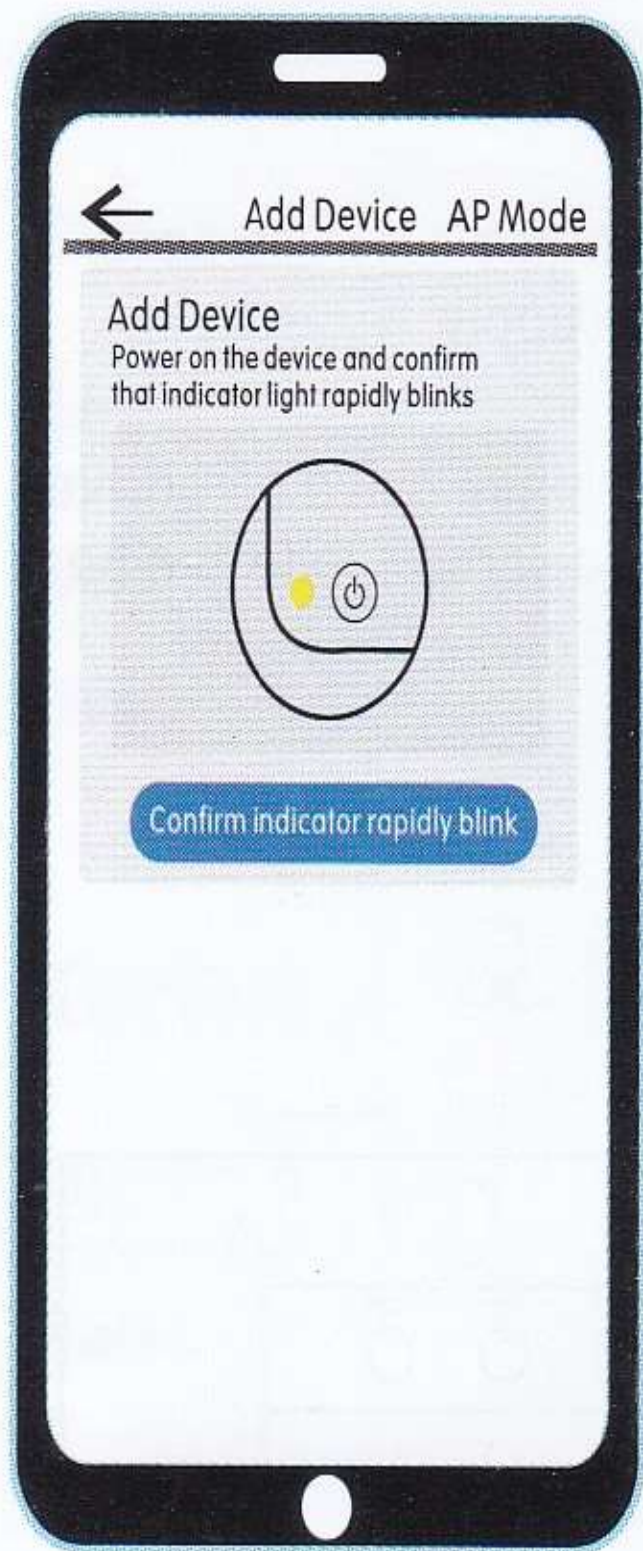 Add Device AP Mode
Add Device
Power on the device and confirm
that indicator light rapidly blinks
Confirm indicator rapidly blink